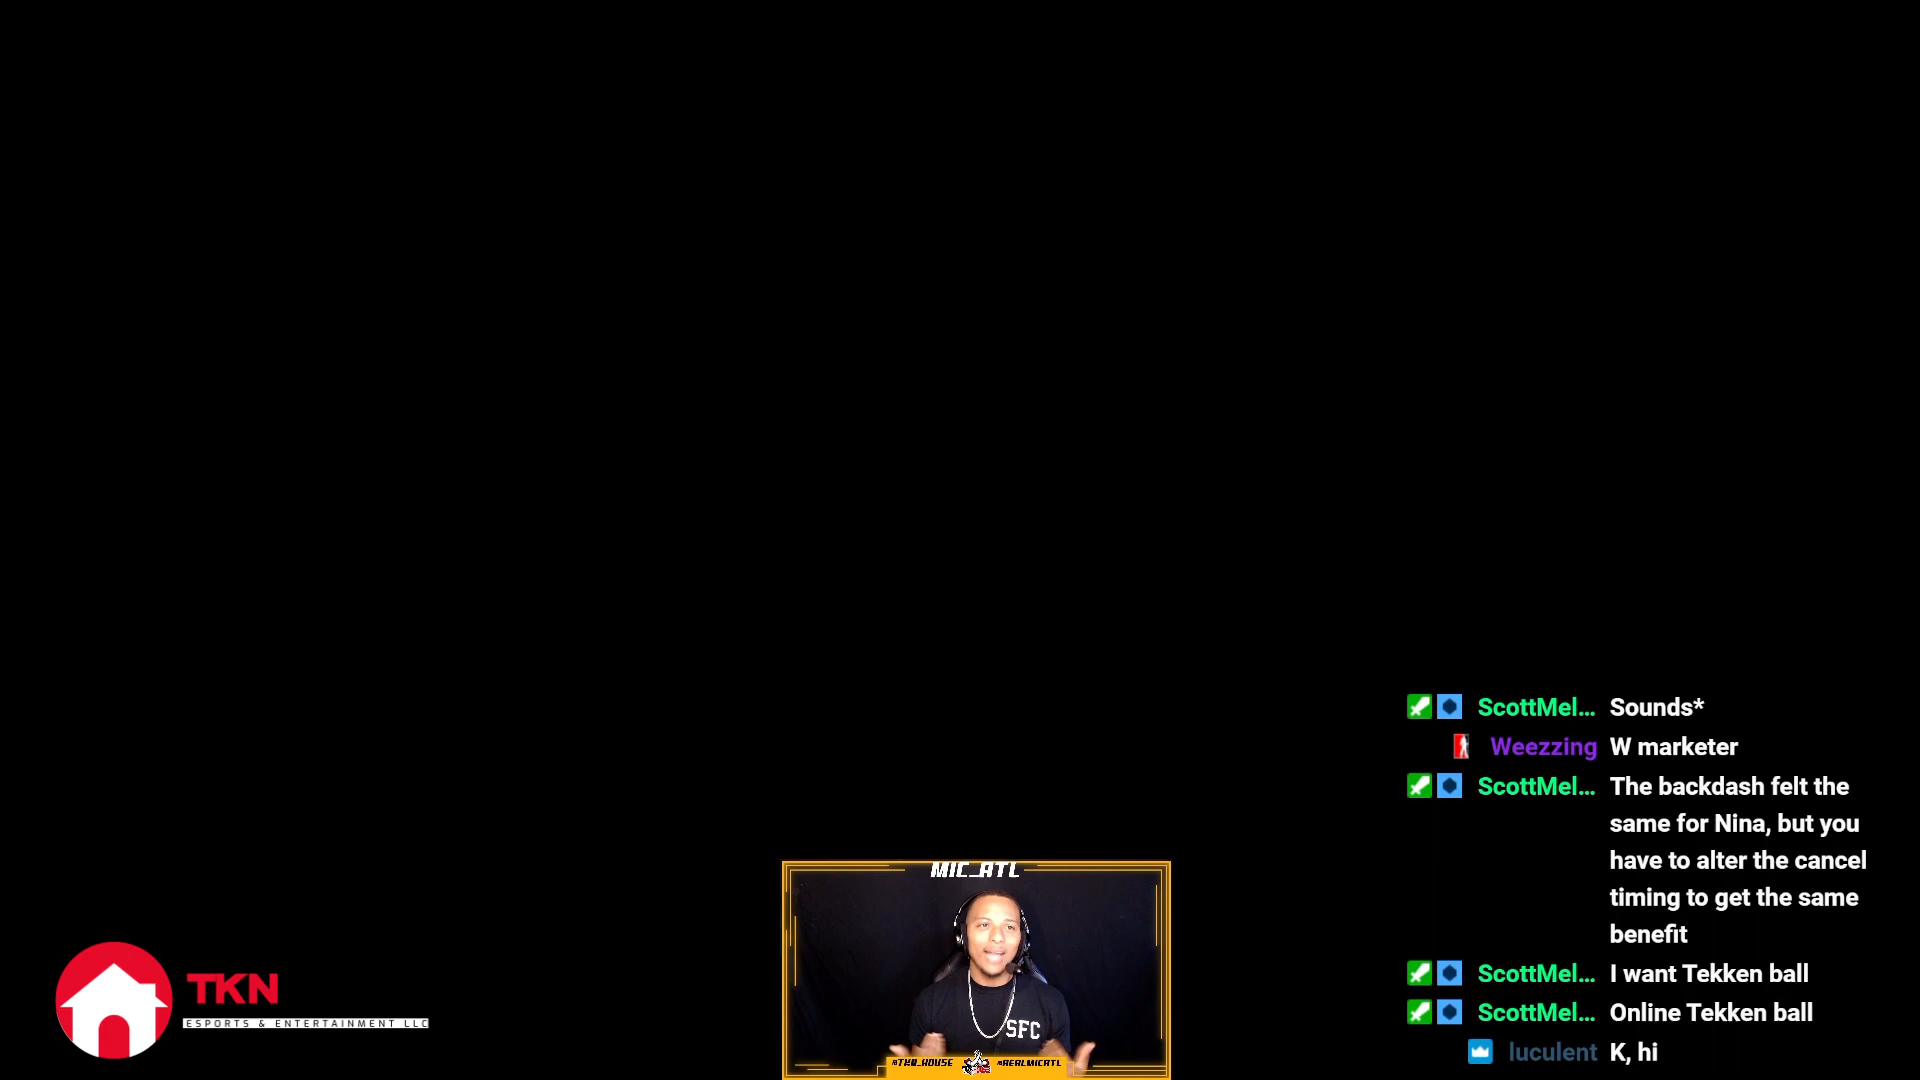 ScottMel... Sounds*
Weezzing W marketer
ScottMel... The backdash felt the
same for Nina, but you
have to alter the cancel
timing to get the same
benefit
ScottMel... I want Tekken ball
ScottMel... Online Tekken ball
luculent K, hi
MIC_ATL
SFC
@TKN_HOUSE @REALMICATL
TKN
ESPORTS & ENTERTAINMENT LLC